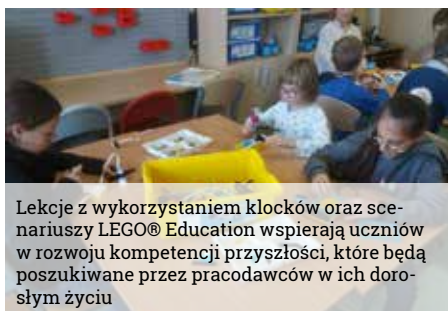 Lekcje z wykorzystaniem klocków oraz sce-
nariuszy LEGO® Education wspierają uczniów
w rozwoju kompetencji przyszłości, które będą
poszukiwane przez pracodawców w ich doro-
słym życiu